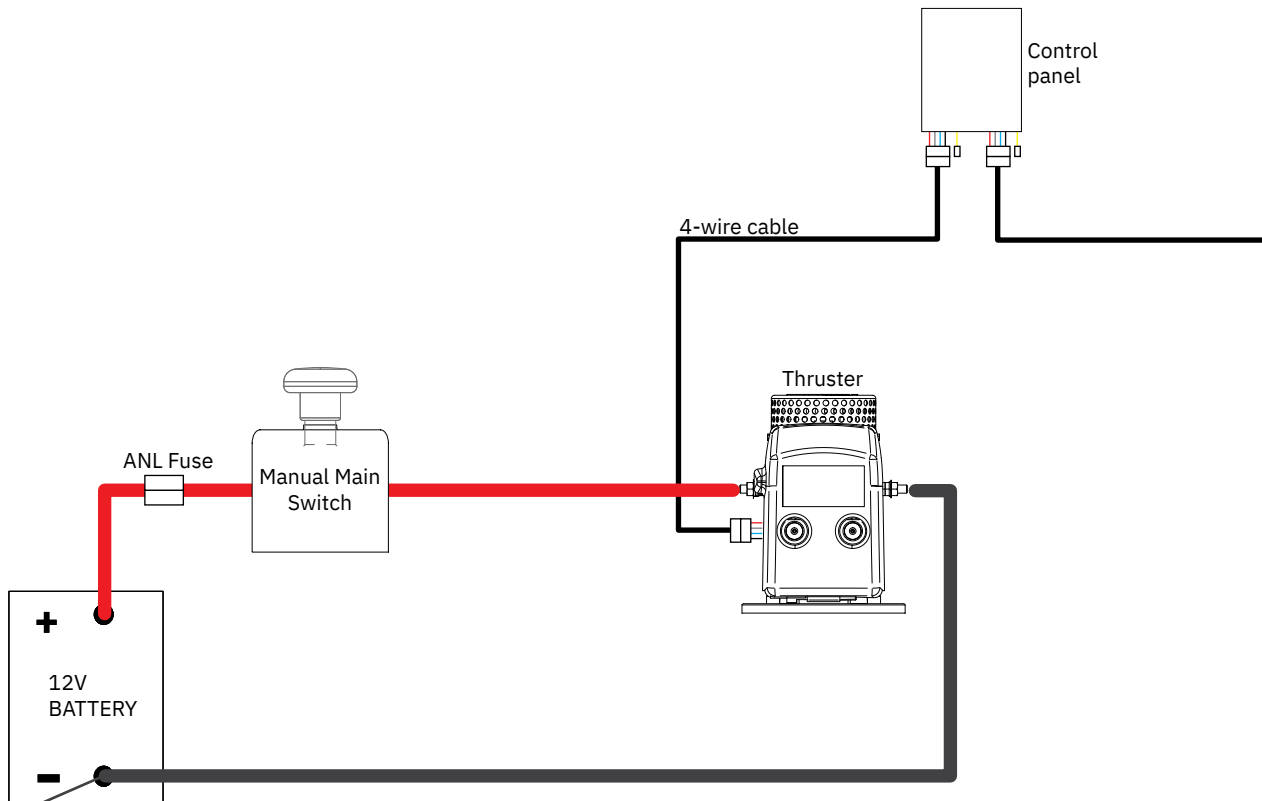 Control
panel
4-wire cable
Thruster
ANL Fuse
Manual Main
Switch
+
12V
BATTERY
-